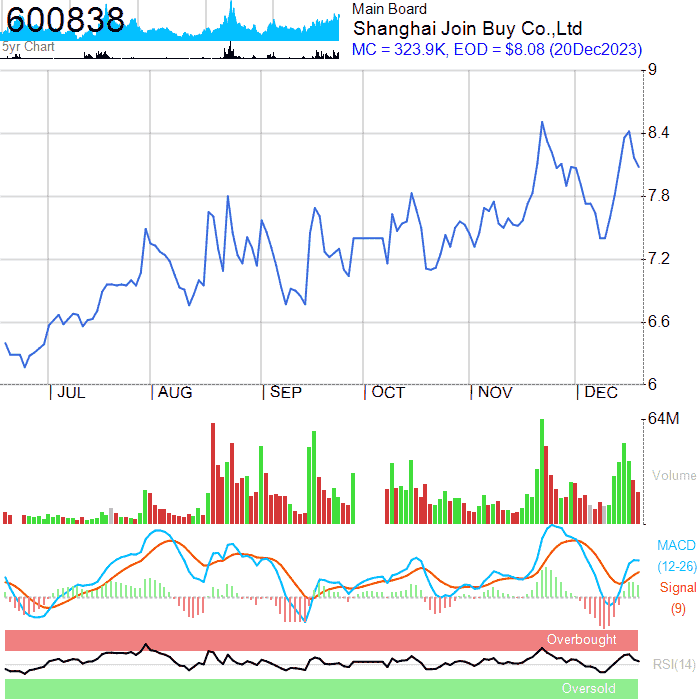 600838
5yr Chart
Main Board
Shanghai Join Buy Co.,Ltd
MC = 323.9K, EOD = $8.08 (20Dec2023)
9
8.4
7.8
7.2
6.6
6
JUL AUG SEP OCT NOV DEC
64M
Volume
MACD
(12-26)
Signal
(9)
Overbought
RSI(14)
Oversold